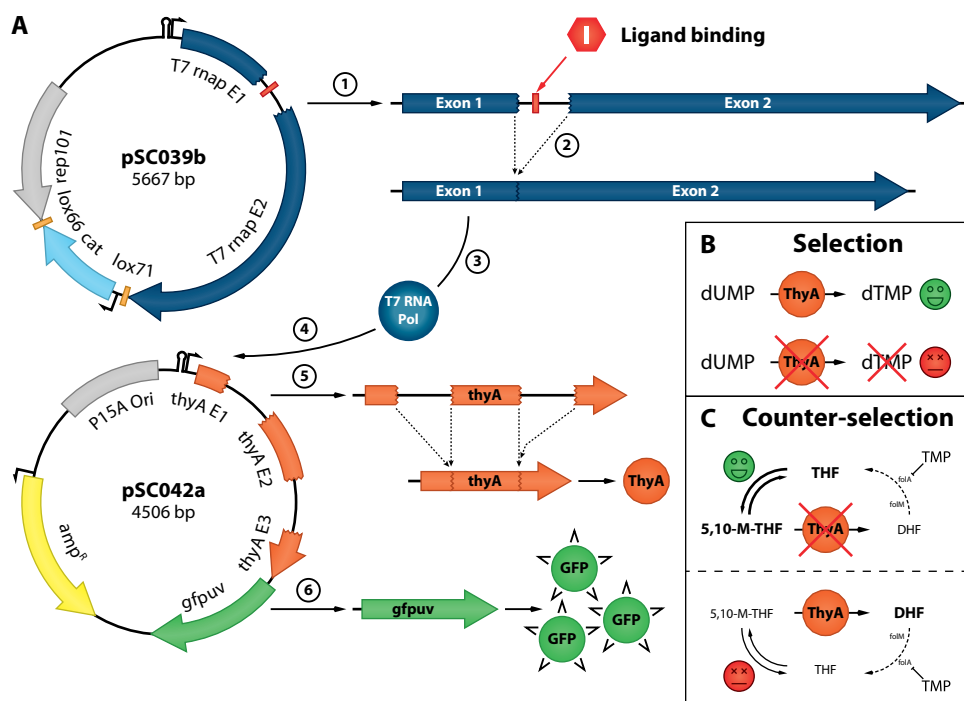 A
T7 rnap E1
pSC039b
5667 bp
T7 rnap E2
rep101
lox66
cat
lox71
1
I
Ligand binding
Exon 1
Exon 2
2
Exon 1
Exon 2
3
T7 RNA
Pol
4
P15A Ori
thyA E1
thyA E2
thyA E3
pSC042a
4506 bp
ampR
gfpuv
5
thyA
thyA
ThyA
6
gfpuv
GFP
GFP
GFP
B
Selection
dUMP
ThyA
dTMP
dUMP
ThyA
dTMP
C
Counter-selection
THF
TMP
folA
folM
5,10-M-THF
ThyA
DHF
5,10-M-THF
ThyA
DHF
folM
folA
THF
TMP